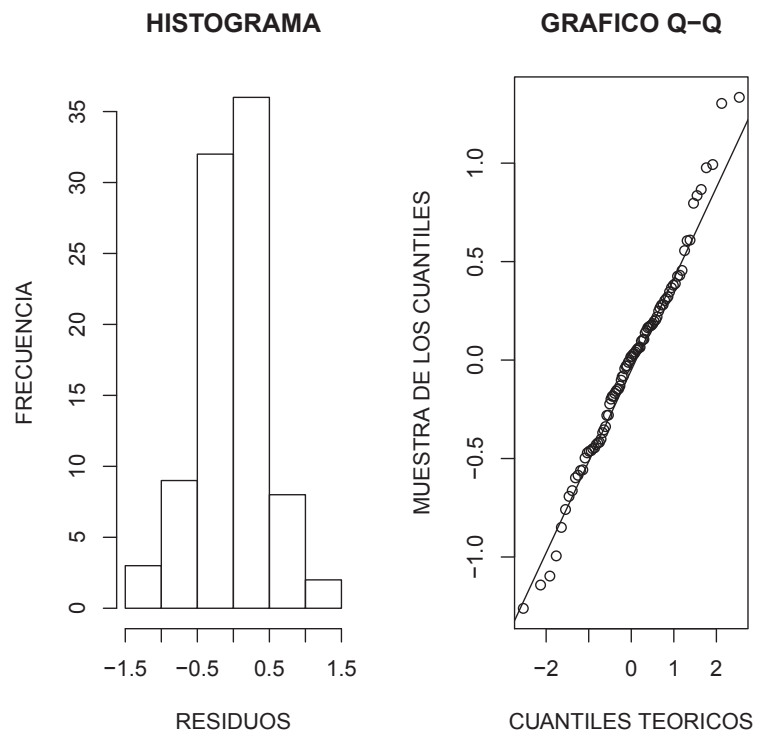 HISTOGRAMA
FRECUENCIA
35
30
25
20
15
10
5
0
−1.5 −0.5 0.5 1.5
RESIDUOS
GRAFICO Q−Q
MUESTRA DE LOS CUANTILES
1.0
0.5
0.0
−0.5
−1.0
−2 0 1 2
CUANTILES TEORICOS